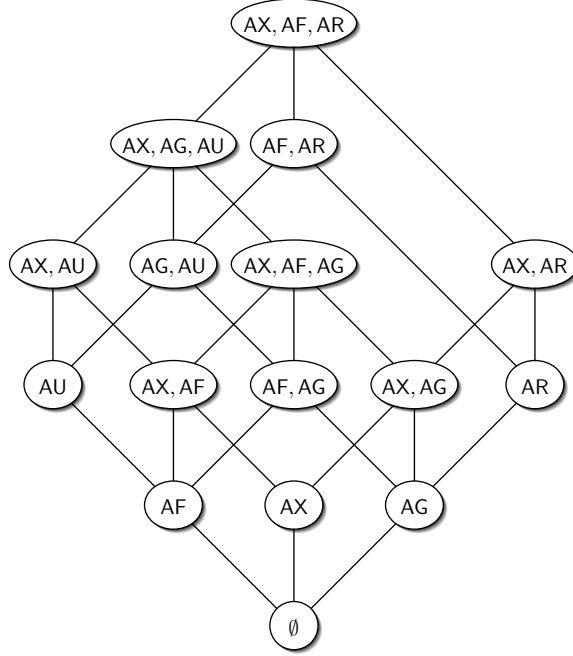 AX, AF, AR
AX, AG, AU
AF, AR
AX, AU
AG, AU
AX, AF, AG
AX, AR
AU
AX, AF
AF, AG
AX, AG
AR
AF
AX
AG
∅